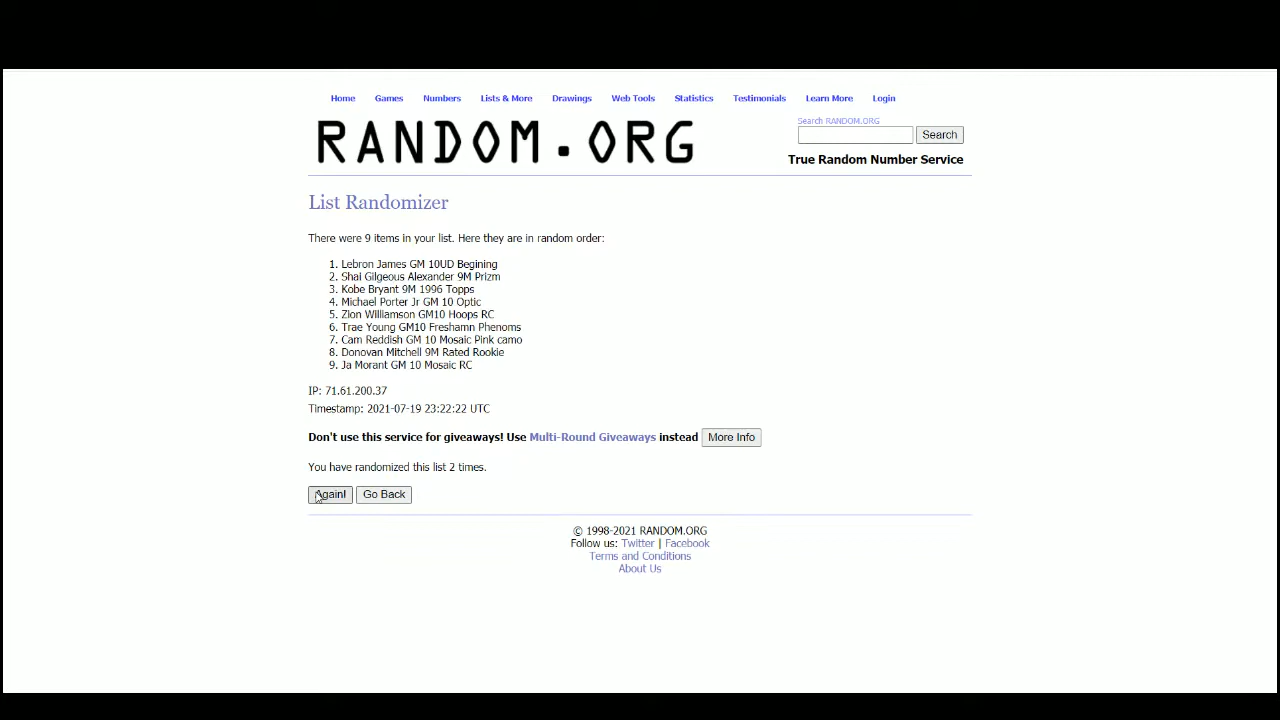 Home Games Numbers Lists & More Drawings Web Tools Statistics Testimonials Learn More Login
RANDOM.ORG
Search RANDOM.ORG
Search
True Random Number Service
List Randomizer
There were 9 items in your list. Here they are in random order:
1. Lebron James GM 10UD Begining
2. Shai Gilgeous Alexander 9M Prizm
3. Kobe Bryant 9M 1996 Topps
4. Michael Porter Jr GM 10 Optic
5. Zion Williamson GM10 Hoops RC
6. Trae Young GM10 Freshamn Phenoms
7. Cam Reddish GM 10 Mosaic Pink camo
8. Donovan Mitchell 9M Rated Rookie
9. Ja Morant GM 10 Mosaic RC
IP: 71.61.200.37
Timestamp: 2021-07-19 23:22:22 UTC
Don't use this service for giveaways! Use Multi-Round Giveaways instead More Info
You have randomized this list 2 times.
Again! Go Back
© 1998-2021 RANDOM.ORG
Follow us: Twitter | Facebook
Terms and Conditions
About Us